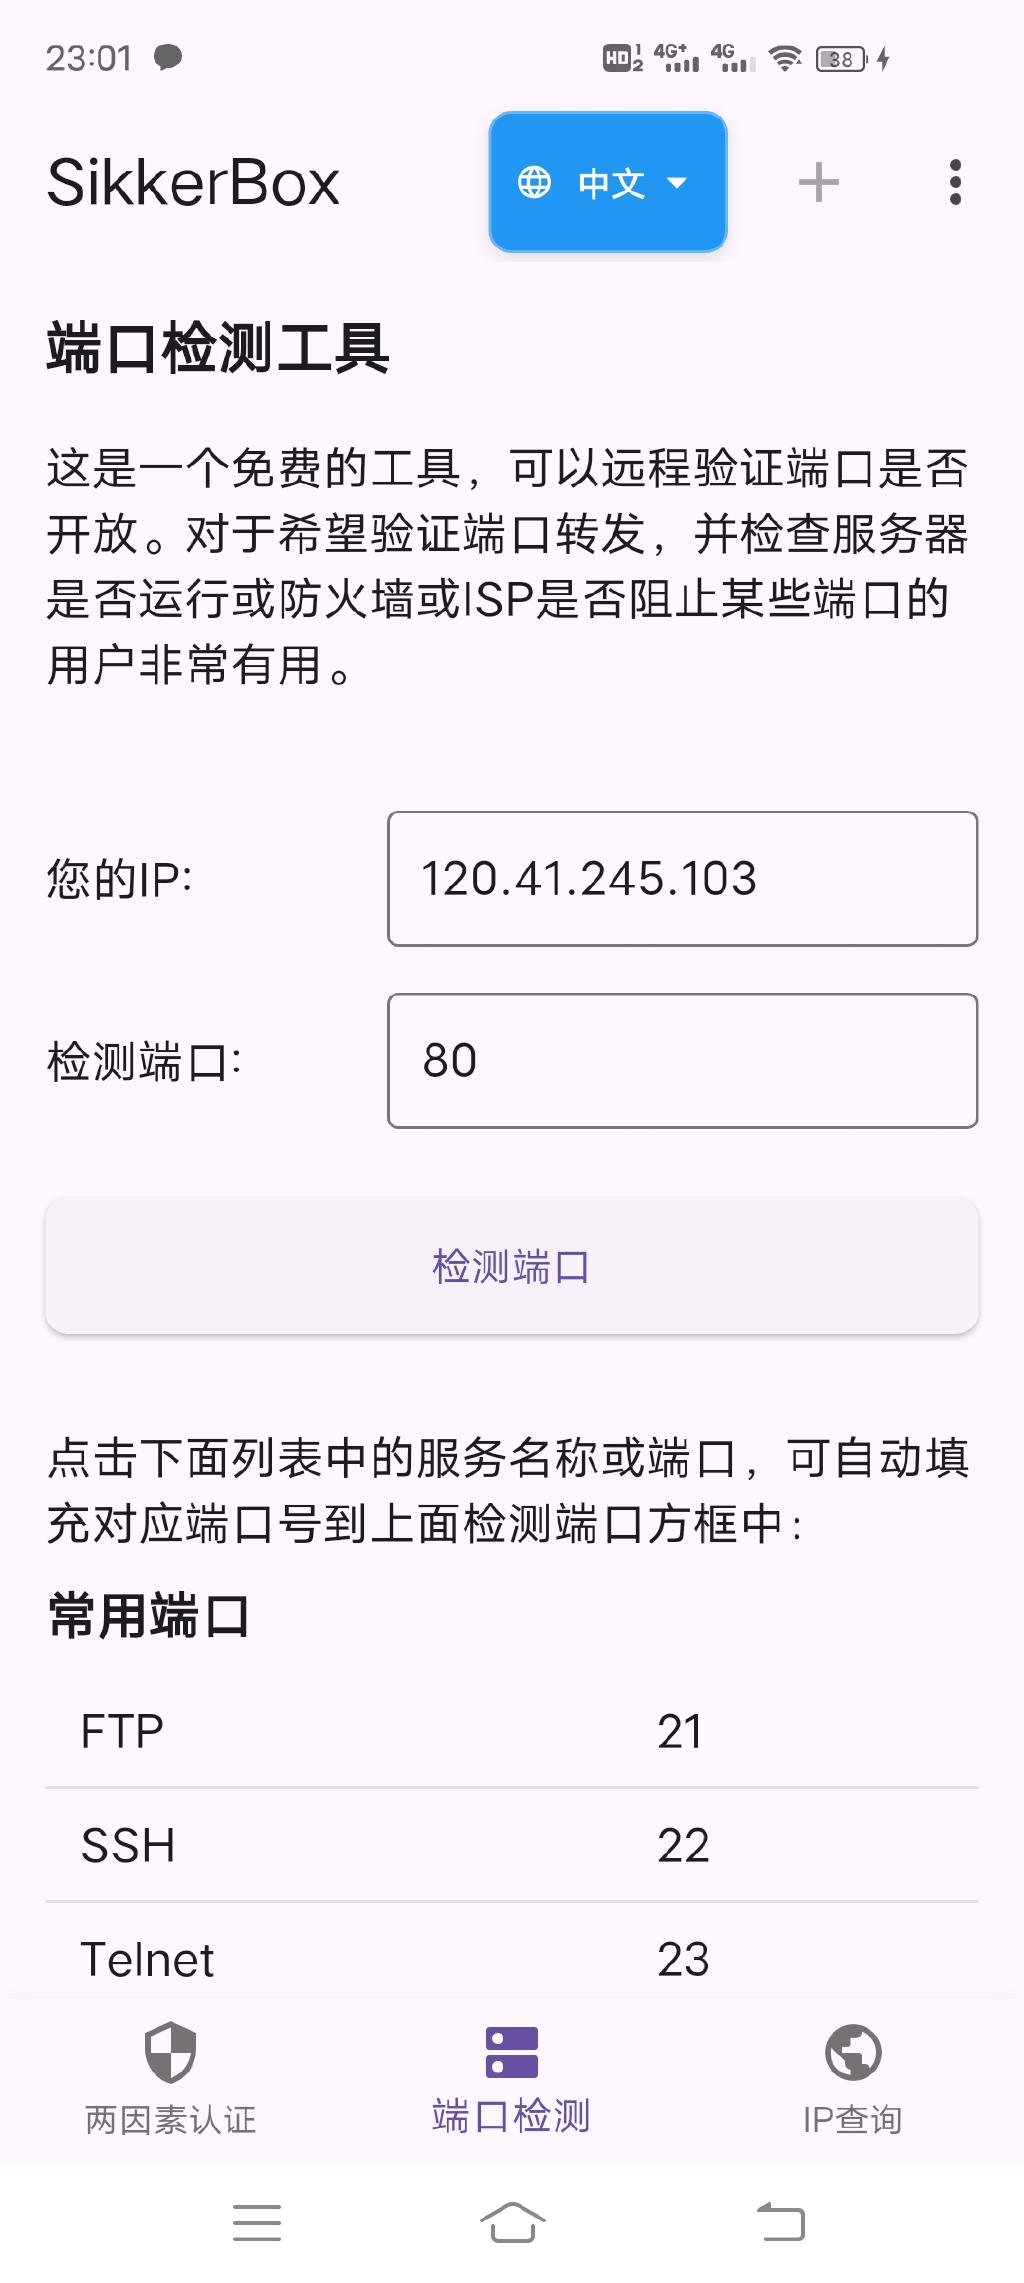 23:01
HD 1 2 4G+ 4G 38
SikkerBox
中文
端口检测工具
这是一个免费的工具，可以远程验证端口是否
开放。对于希望验证端口转发，并检查服务器
是否运行或防火墙或ISP是否阻止某些端口的
用户非常有用。
您的IP:
120.41.245.103
检测端口:
80
检测端口
点击下面列表中的服务名称或端口，可自动填
充对应端口号到上面检测端口方框中：
常用端口
FTP 21
SSH 22
Telnet 23
两因素认证 端口检测 IP查询